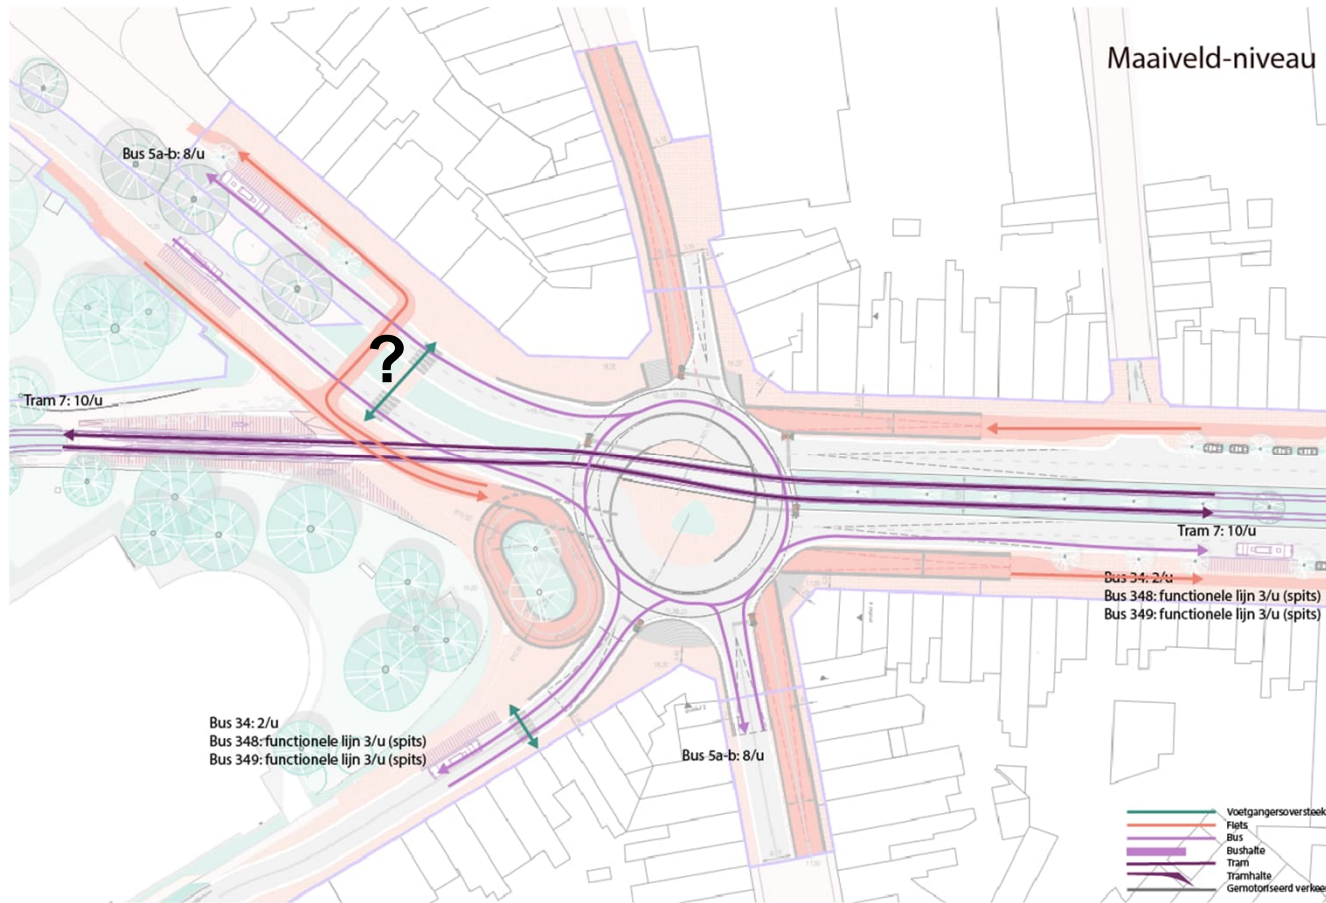 Maaiveld-niveau
Bus 5a-b: 8/u
?
Tram 7: 10/u
Tram 7: 10/u
Bus 34: 2/u
Bus 348: functionele lijn 3/u (spits)
Bus 349: functionele lijn 3/u (spits)
Bus 34: 2/u
Bus 348: functionele lijn 3/u (spits)
Bus 349: functionele lijn 3/u (spits)
Bus 5a-b: 8/u
Voetgangersoversteek
Fiets
Bus
Bushalte
Tram
Tramhalte
Gemotoriseerd verkee